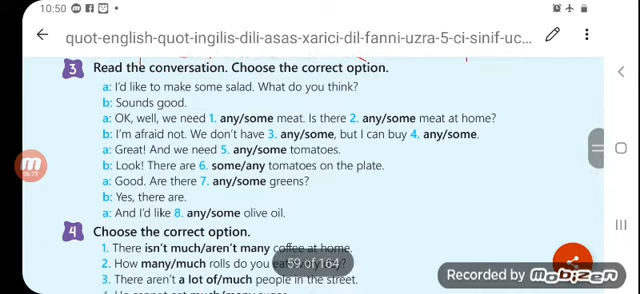 10:50
quot-english-quot-ingilis-dili-asas-xarici-dil-fanni-uzra-5-ci-sinif-uc...
3 Read the conversation. Choose the correct option.
a: I'd like to make some salad. What do you think?
b: Sounds good.
a: OK, well, we need 1. any/some meat. Is there 2. any/some meat at home?
b: I'm afraid not. We don't have 3. any/some, but I can buy 4. any/some.
a: Great! And we need 5. any/some tomatoes.
b: Look! There are 6. some/any tomatoes on the plate.
a: Good. Are there 7. any/some greens?
b: Yes, there are.
a: And I'd like 8. any/some olive oil.
4 Choose the correct option.
1. There isn't much/aren't many coffee at home.
2. How many/much rolls do you
59 of 164
3. There aren't a lot of/much people in the street.
4. He cannot eat much/many sugar.
Recorded by mobizen